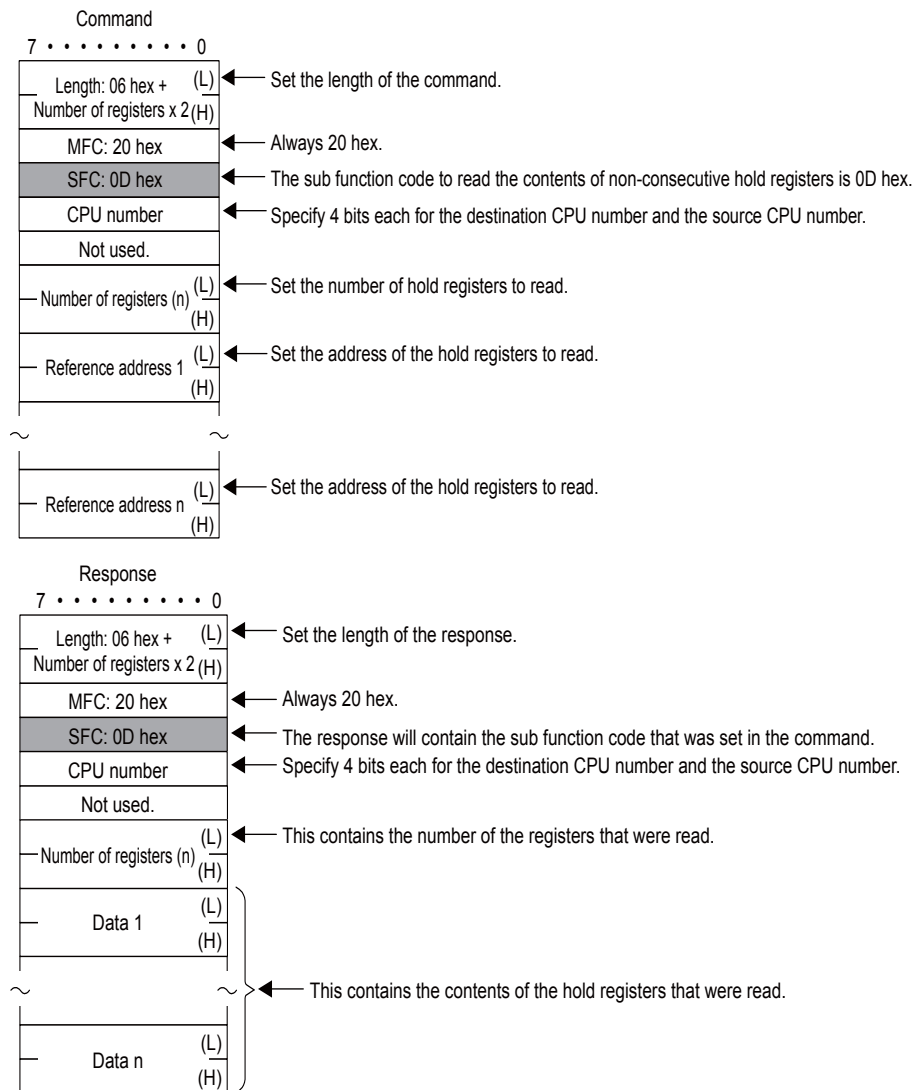 Command
7 • • • • • • • • • 0
Length: 06 hex + (L)
Number of registers x 2 (H)
Set the length of the command.
MFC: 20 hex
Always 20 hex.
SFC: 0D hex
The sub function code to read the contents of non-consecutive hold registers is 0D hex.
CPU number
Specify 4 bits each for the destination CPU number and the source CPU number.
Not used.
Number of registers (n) (L)
(H)
Set the number of hold registers to read.
Reference address 1 (L)
(H)
Set the address of the hold registers to read.
Reference address n (L)
(H)
Set the address of the hold registers to read.
Response
7 • • • • • • • • • 0
Length: 06 hex + (L)
Number of registers x 2 (H)
Set the length of the response.
MFC: 20 hex
Always 20 hex.
SFC: 0D hex
The response will contain the sub function code that was set in the command.
CPU number
Specify 4 bits each for the destination CPU number and the source CPU number.
Not used.
Number of registers (n) (L)
(H)
This contains the number of the registers that were read.
Data 1 (L)
(H)
This contains the contents of the hold registers that were read.
Data n (L)
(H)